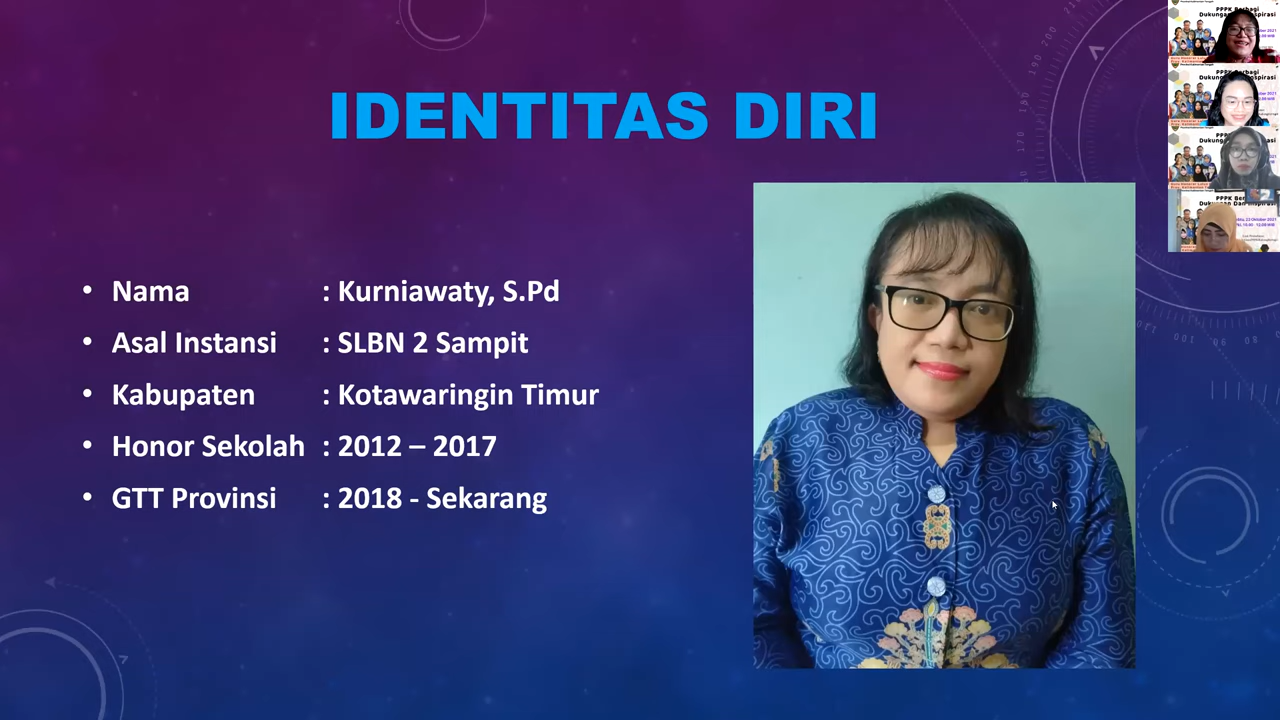 IDENTITAS DIRI
• Nama : Kurniawaty, S.Pd
• Asal Instansi : SLBN 2 Sampit
• Kabupaten : Kotawaringin Timur
• Honor Sekolah : 2012 – 2017
• GTT Provinsi : 2018 - Sekarang